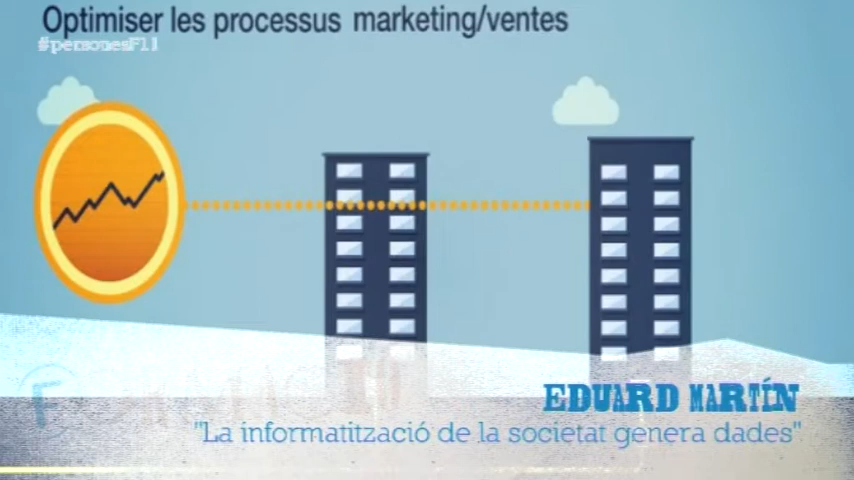 Optimiser les processus marketing/ventes
#personesF11
EDUARD MARTÍN
"La informatització de la societat genera dades"